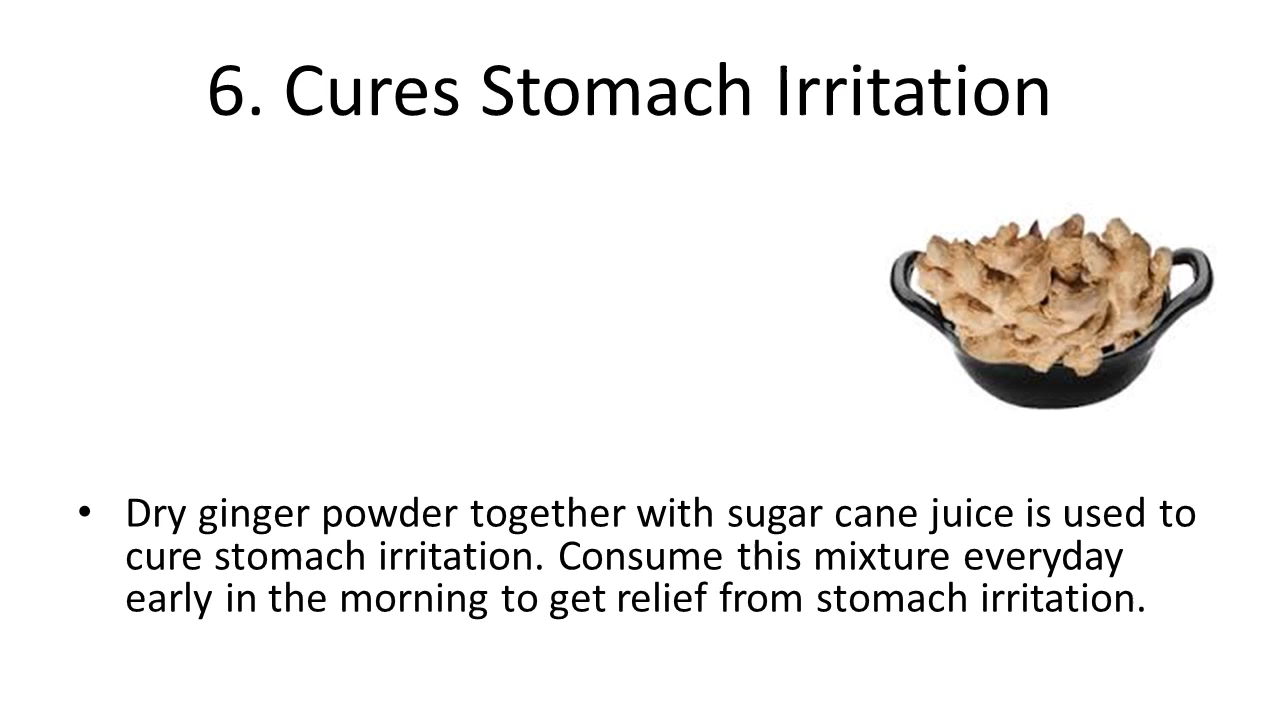 6. Cures Stomach Irritation
• Dry ginger powder together with sugar cane juice is used to
cure stomach irritation. Consume this mixture everyday
early in the morning to get relief from stomach irritation.